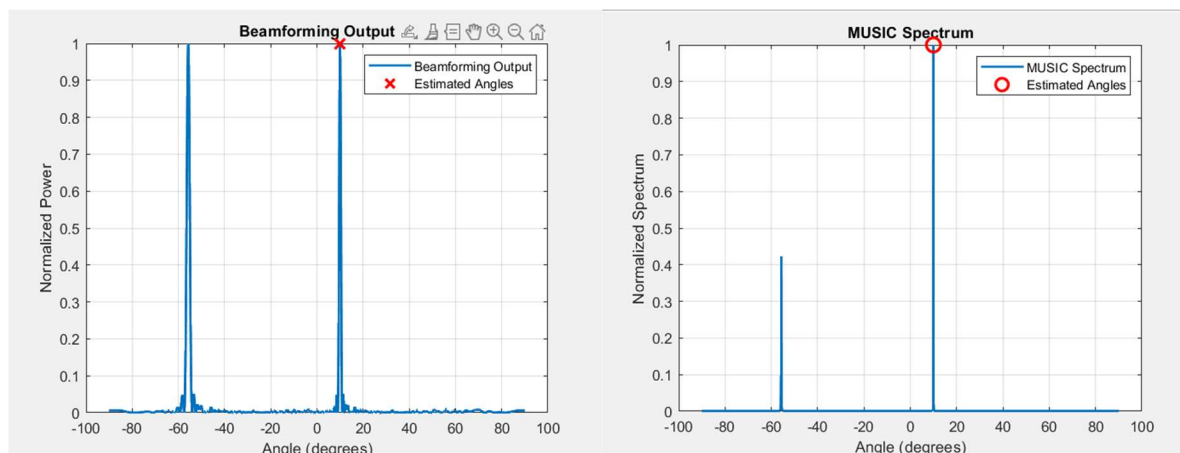 Beamforming Output
1
0.9
0.8
0.7
0.6
0.5
0.4
0.3
0.2
0.1
0
Normalized Power
Beamforming Output
Estimated Angles
-100 -80 -60 -40 -20 0 20 40 60 80 100
Angle (degrees)
MUSIC Spectrum
1
0.9
0.8
0.7
0.6
0.5
0.4
0.3
0.2
0.1
0
Normalized Spectrum
MUSIC Spectrum
Estimated Angles
-100 -80 -60 -40 -20 0 20 40 60 80 100
Angle (degrees)